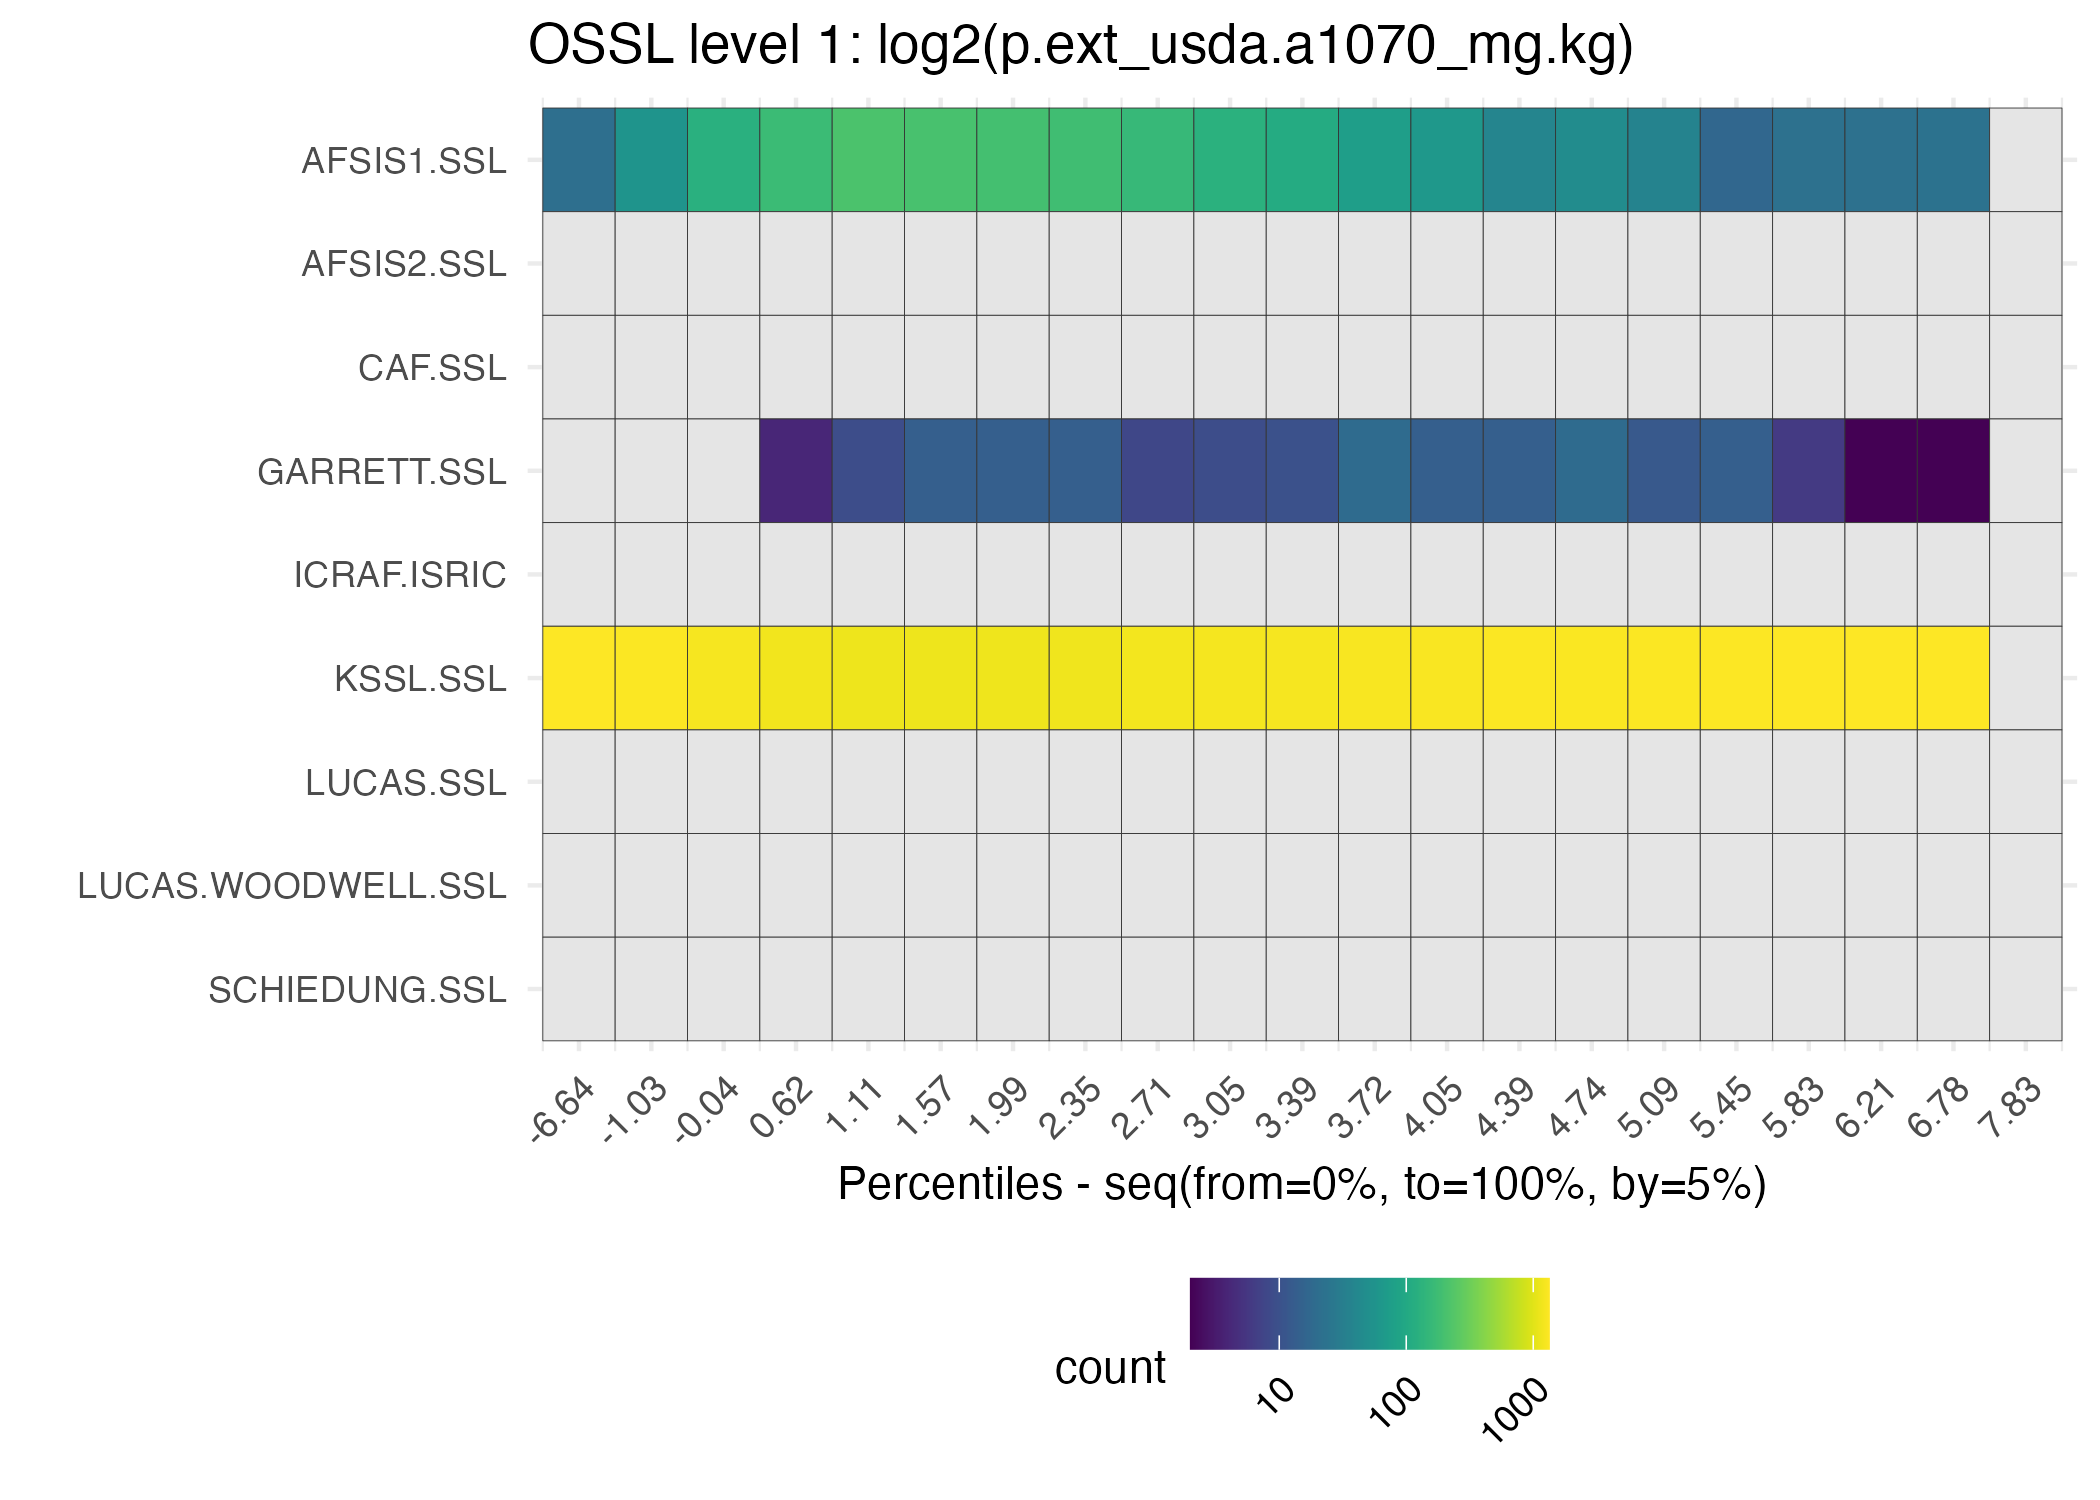 OSSL level 1: log2(p.ext_usda.a1070_mg.kg)
AFSIS1.SSL
AFSIS2.SSL
CAF.SSL
GARRETT.SSL
ICRAF.ISRIC
KSSL.SSL
LUCAS.SSL
LUCAS.WOODWELL.SSL
SCHIEDUNG.SSL
-6.64 -1.03 -0.04 0.62 1.11 1.57 1.99 2.35 2.71 3.05 3.39 3.72 4.05 4.39 4.74 5.09 5.45 5.83 6.21 6.78 7.83
Percentiles - seq(from=0%, to=100%, by=5%)
count
10 100 1000